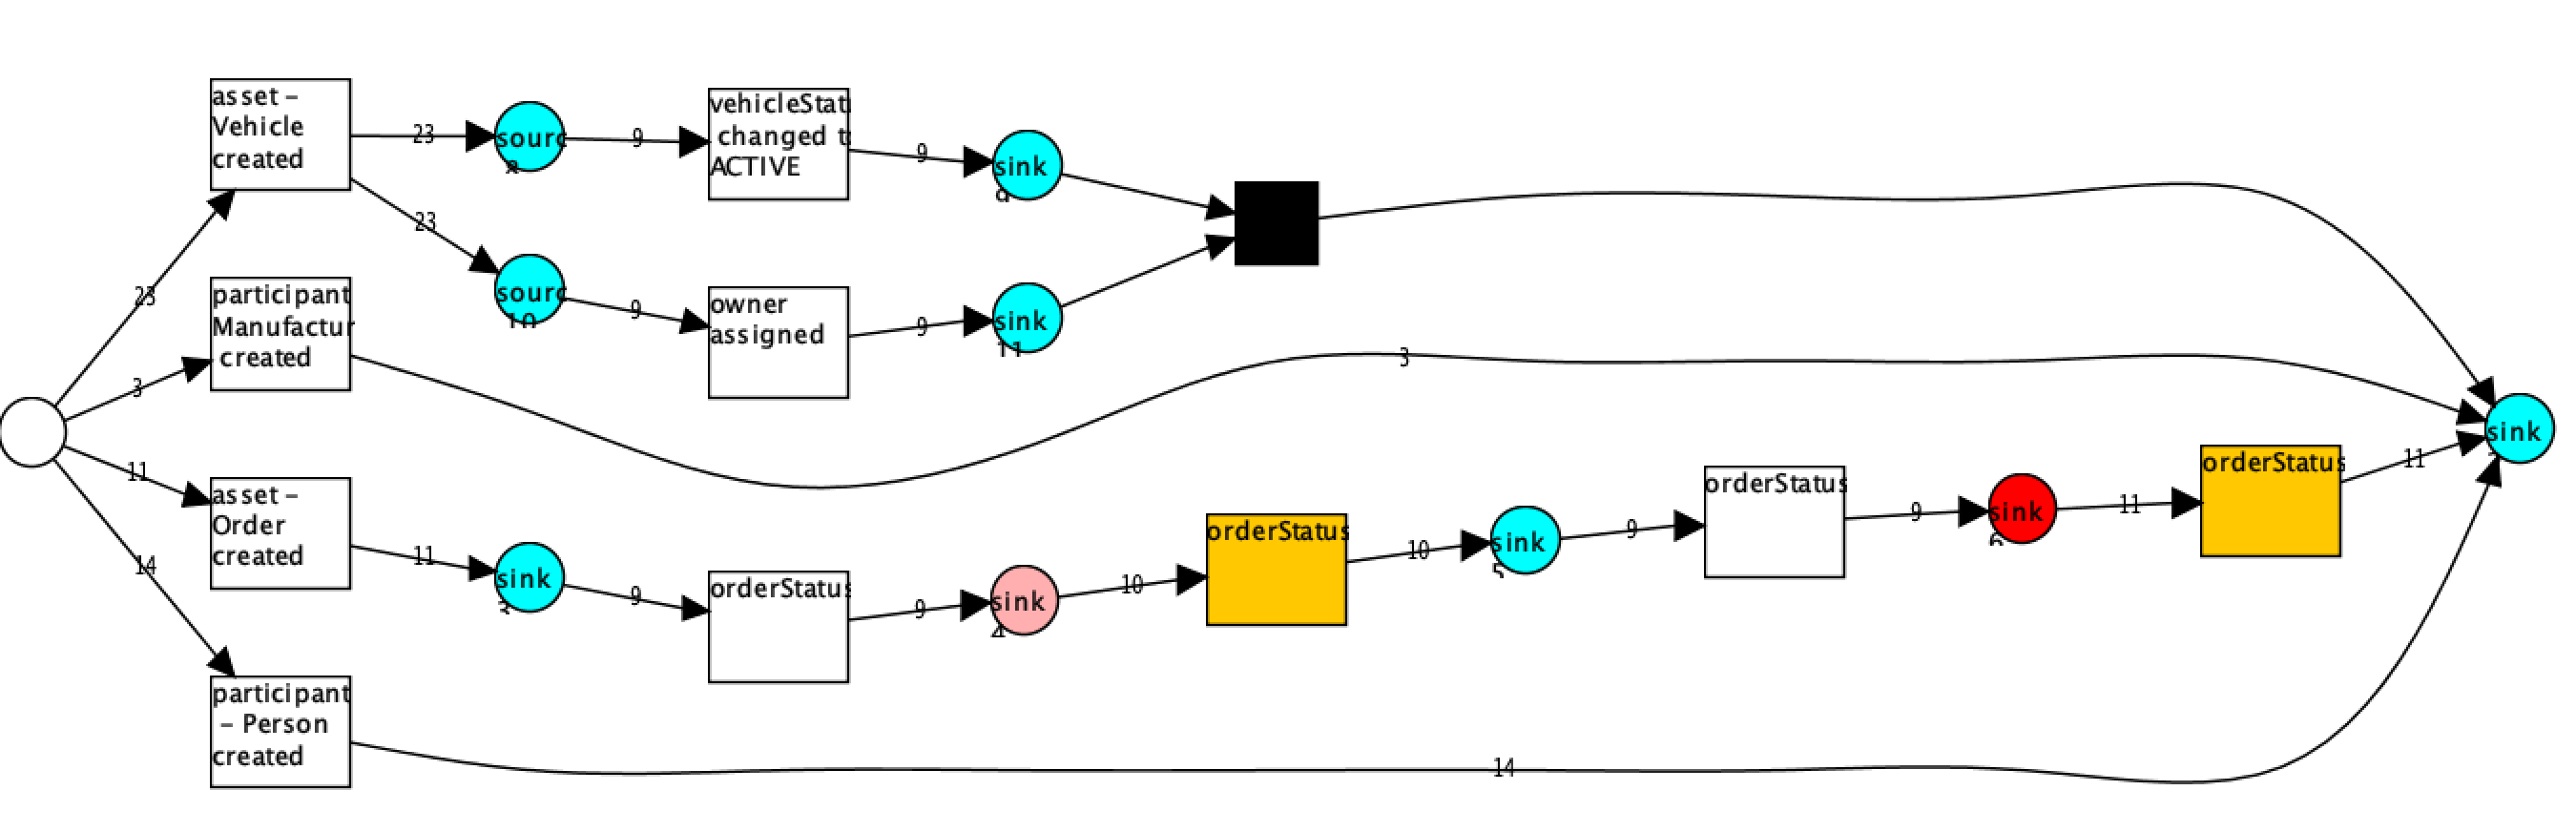 asset –
Vehicle
created
23
sourc
9
vehicleStat
changed t
ACTIVE
9
sink
9
23
23
sourc
10
9
owner
assigned
9
sink
11
participant
Manufactur
created
3
3
sink
11
asset –
Order
created
11
sink
3
9
orderStatus
9
sink
4
10
orderStatus
10
sink
5
9
orderStatus
9
sink
6
11
orderStatus
11
14
participant
– Person
created
14